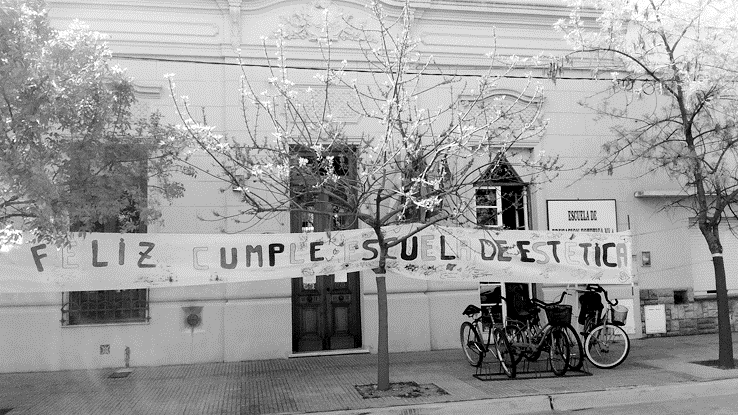 FELIZ CUMPLE ESCUELA DE ESTÉTICA
ESCUELA DE